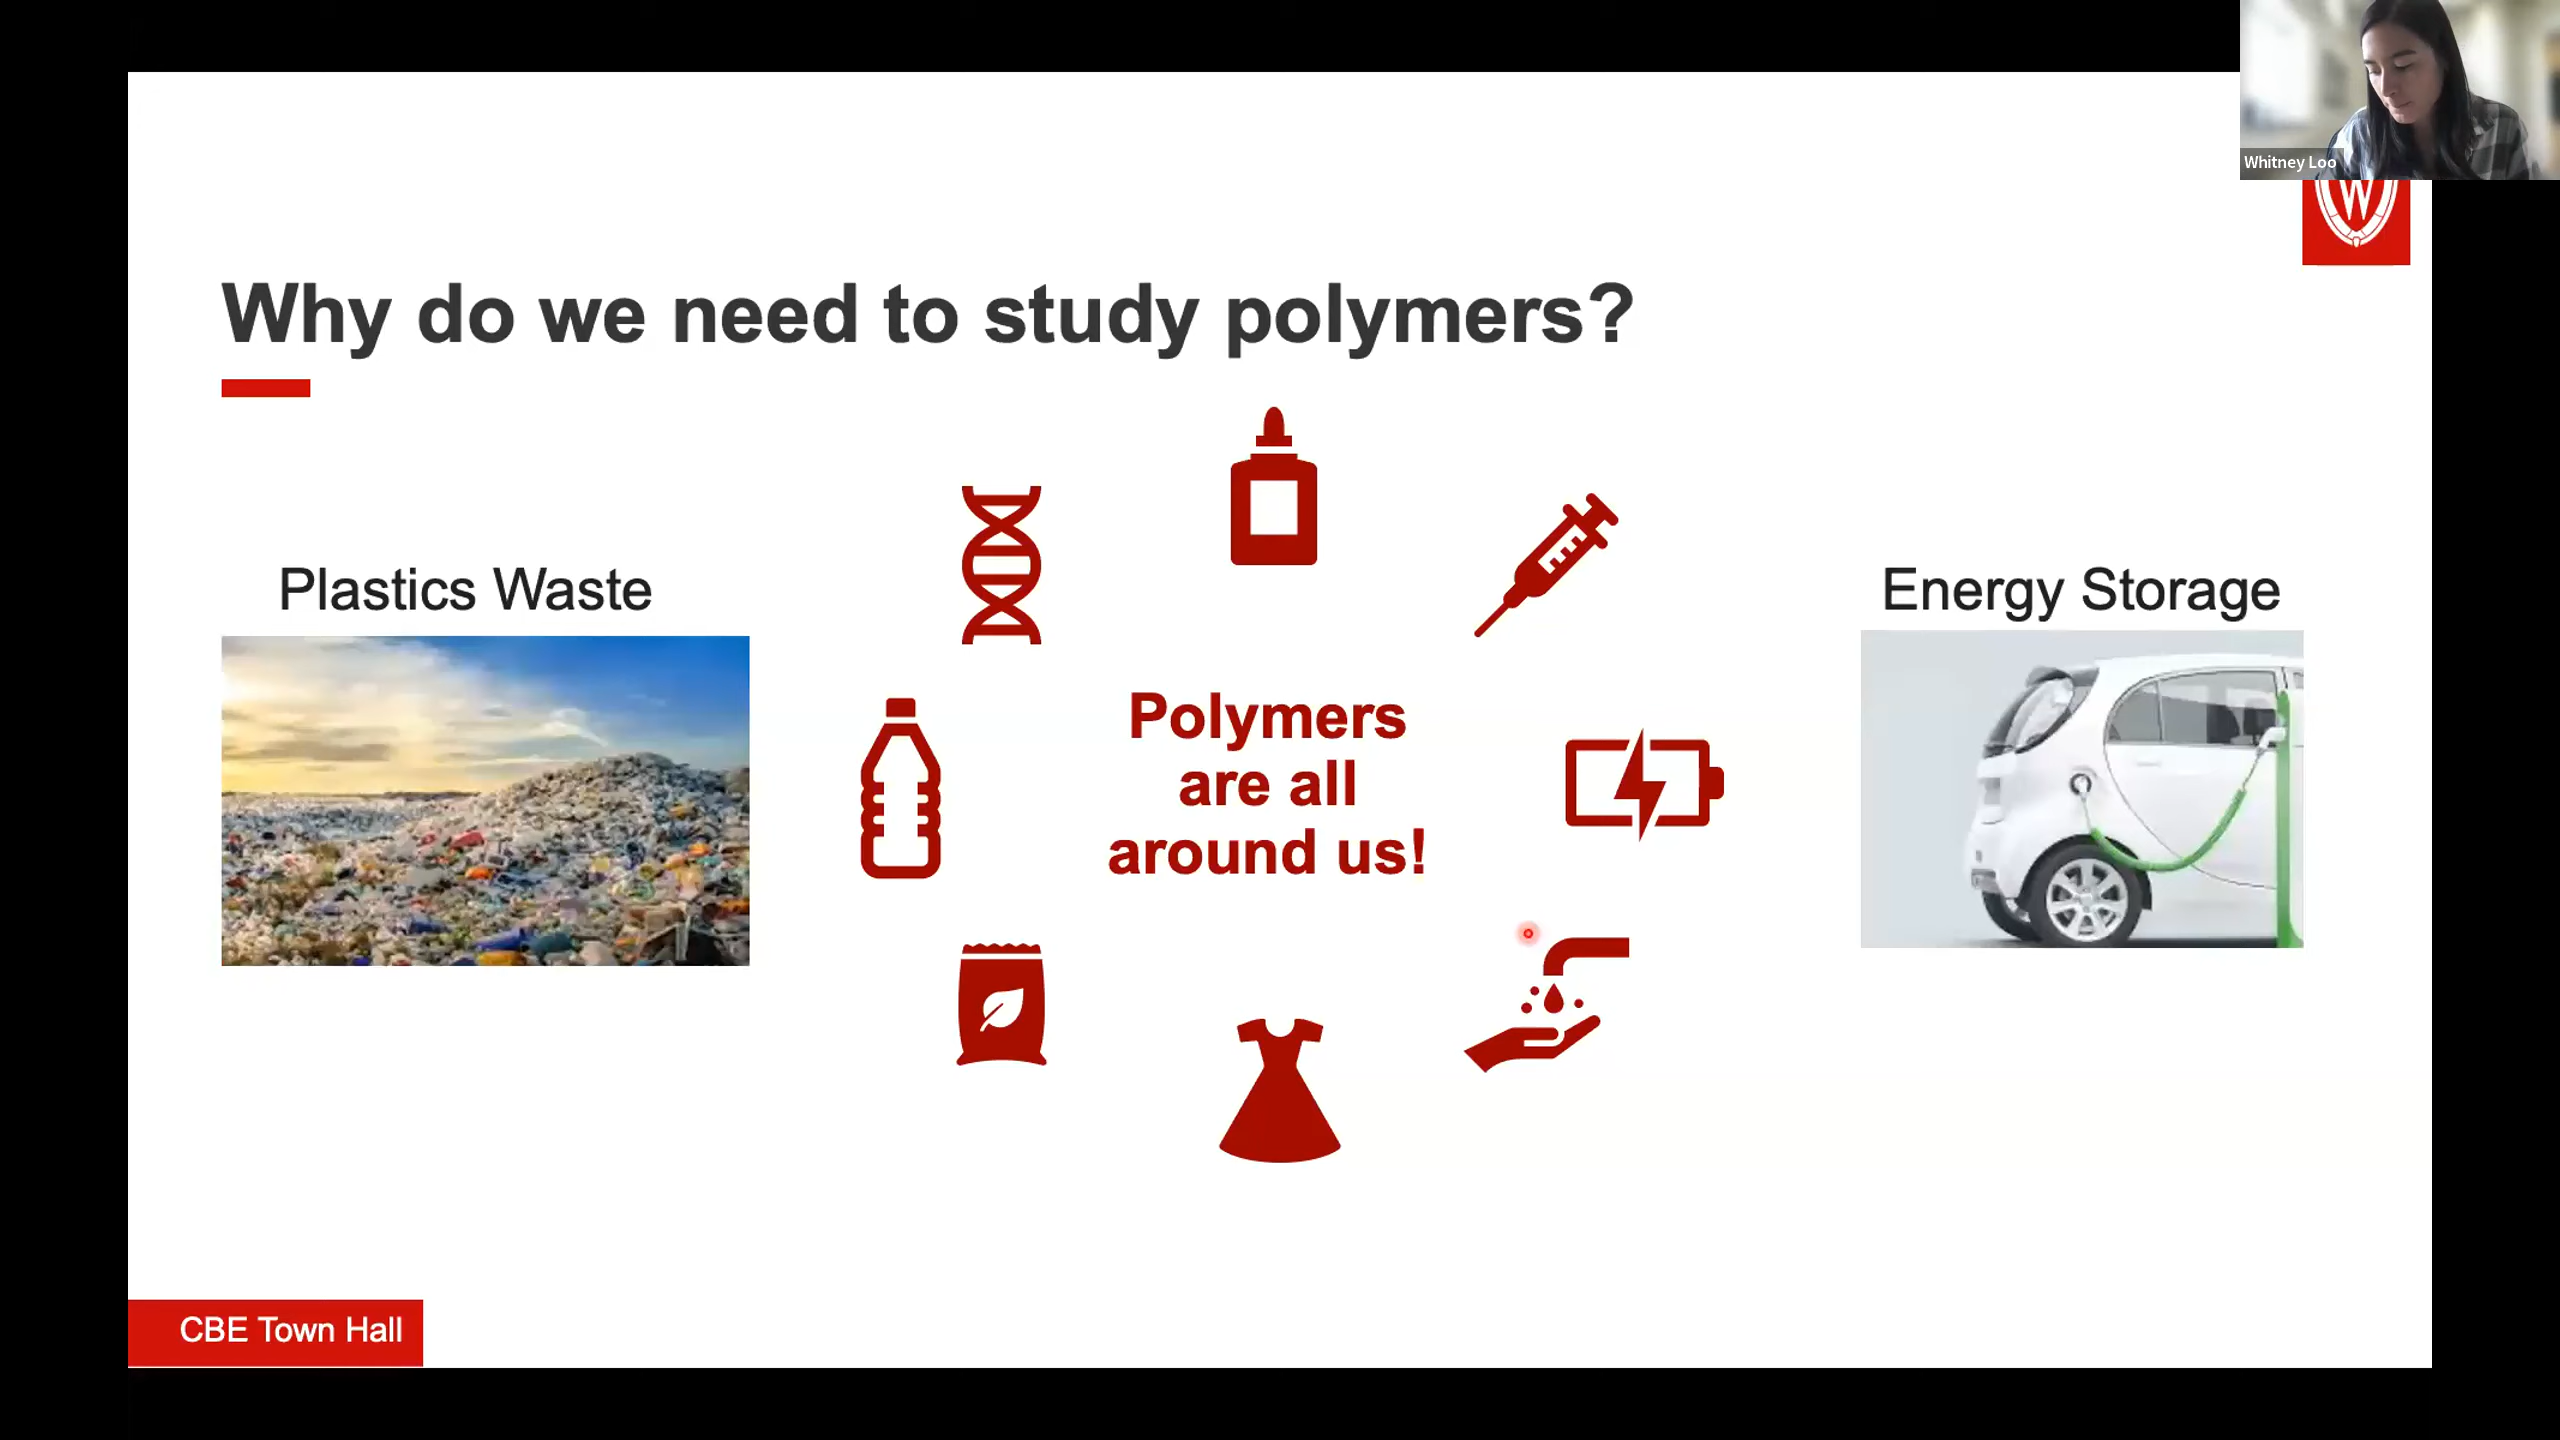 Whitney Loo
W
Why do we need to study polymers?
Plastics Waste
Energy Storage
Polymers
are all
around us!
CBE Town Hall